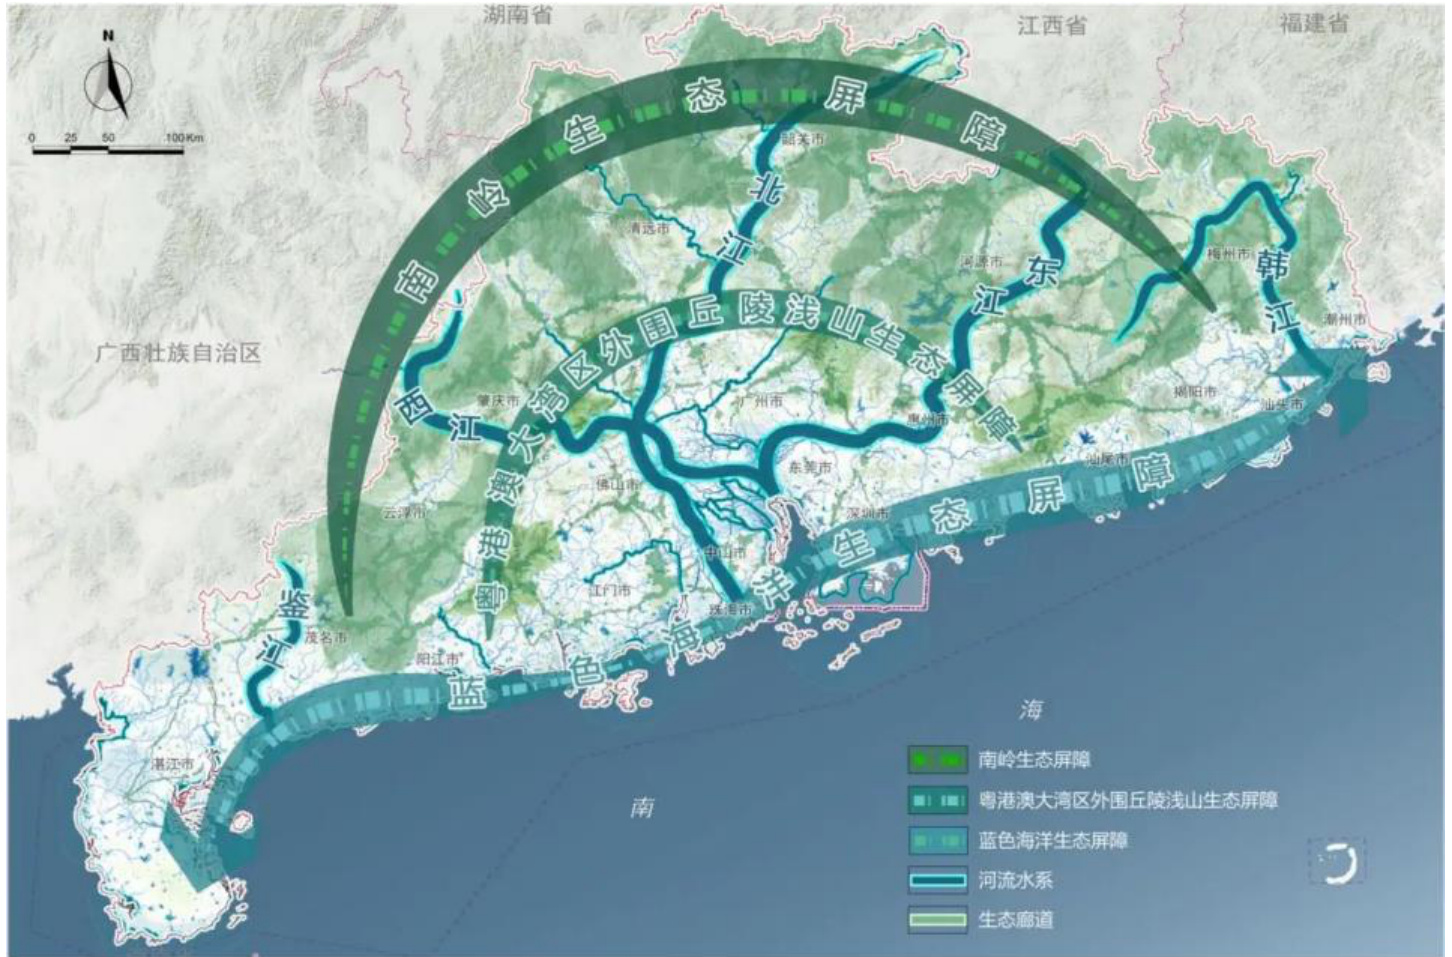 湖南省
江西省
福建省
N
0 25 50 100Km
南岭生态屏障
韶关市
北江
清远市
河源市
东江
梅州市
韩江
潮州市
广西壮族自治区
粤港澳大湾区外围丘陵浅山生态屏障
西江
肇庆市
广州市
惠州市
揭阳市
汕头市
汕尾市
东莞市
佛山市
云浮市
深圳市
中山市
江门市
珠海市
鉴江
茂名市
阳江市
湛江市
蓝色海洋生态屏障
南海
南岭生态屏障
粤港澳大湾区外围丘陵浅山生态屏障
蓝色海洋生态屏障
河流水系
生态廊道